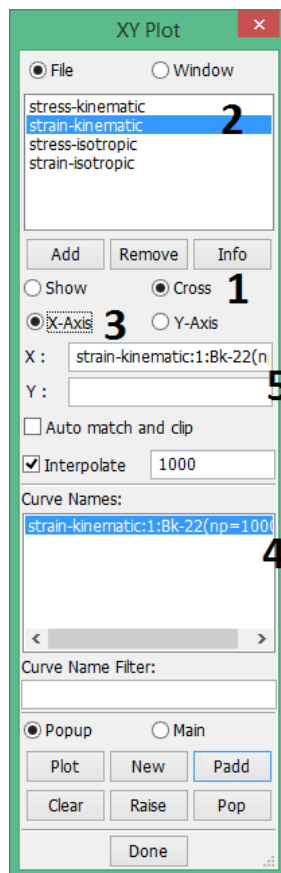 XY Plot
File Window
stress-kinematic
strain-kinematic 2
stress-isotropic
strain-isotropic
Add Remove Info
Show Cross 1
X-Axis 3 Y-Axis
X : strain-kinematic:1:Bk-22(n
Y : 5
Auto match and clip
Interpolate 1000
Curve Names:
strain-kinematic:1:Bk-22(np=1000 4
Curve Name Filter:
Popup Main
Plot New Padd
Clear Raise Pop
Done